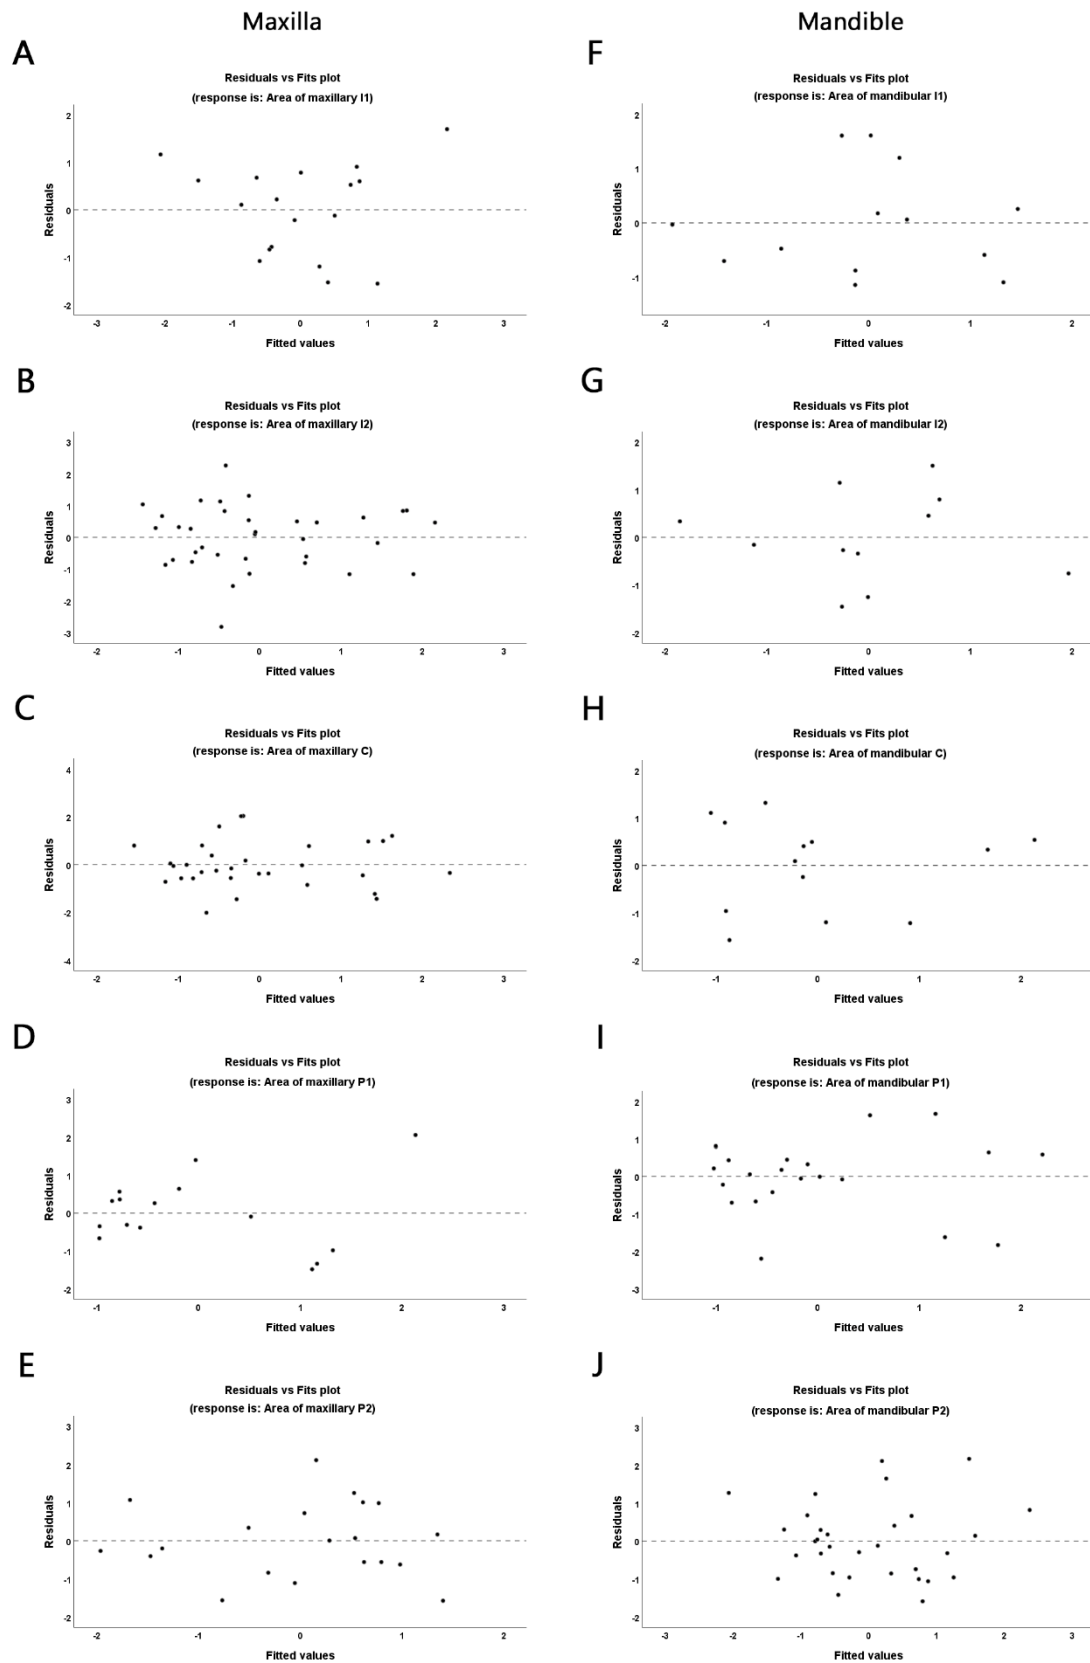 Maxilla
Mandible
A
Residuals vs Fits plot
(response is: Area of maxillary I1)
2
1
0
-1
-2
Residuals
-3
-2
-1
0
1
2
3
Fitted values
F
Residuals vs Fits plot
(response is: Area of mandibular I1)
2
1
0
-1
Residuals
-2
-1
0
1
2
Fitted values
B
Residuals vs Fits plot
(response is: Area of maxillary I2)
3
2
1
0
-1
-2
-3
Residuals
-2
-1
0
1
2
3
Fitted values
G
Residuals vs Fits plot
(response is: Area of mandibular I2)
2
1
0
-1
-2
Residuals
-2
-1
0
1
2
Fitted values
C
Residuals vs Fits plot
(response is: Area of maxillary C)
4
2
0
-2
-4
Residuals
-2
-1
0
1
2
3
Fitted values
H
Residuals vs Fits plot
(response is: Area of mandibular C)
2
1
0
-1
-2
Residuals
-1
0
1
2
Fitted values
D
Residuals vs Fits plot
(response is: Area of maxillary P1)
3
2
1
0
-1
-2
Residuals
-1
0
1
2
3
Fitted values
I
Residuals vs Fits plot
(response is: Area of mandibular P1)
2
1
0
-1
-2
-3
Residuals
-1
0
1
2
Fitted values
E
Residuals vs Fits plot
(response is: Area of maxillary P2)
3
2
1
0
-1
-2
Residuals
-2
-1
0
1
2
Fitted values
J
Residuals vs Fits plot
(response is: Area of mandibular P2)
3
2
1
0
-1
-2
Residuals
-3
-2
-1
0
1
2
3
Fitted values